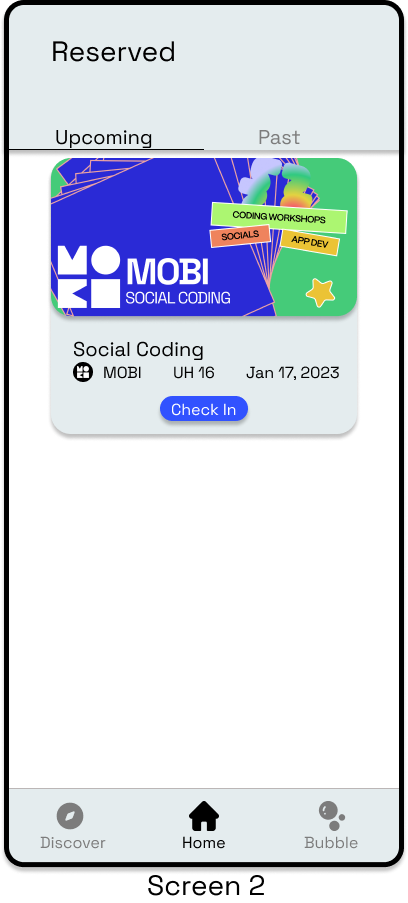 Reserved
Upcoming Past
CODING WORKSHOPS
SOCIALS APP DEV
MOBI
SOCIAL CODING
Social Coding
MOBI UH 16 Jan 17, 2023
Check In
Discover Home Bubble
Screen 2